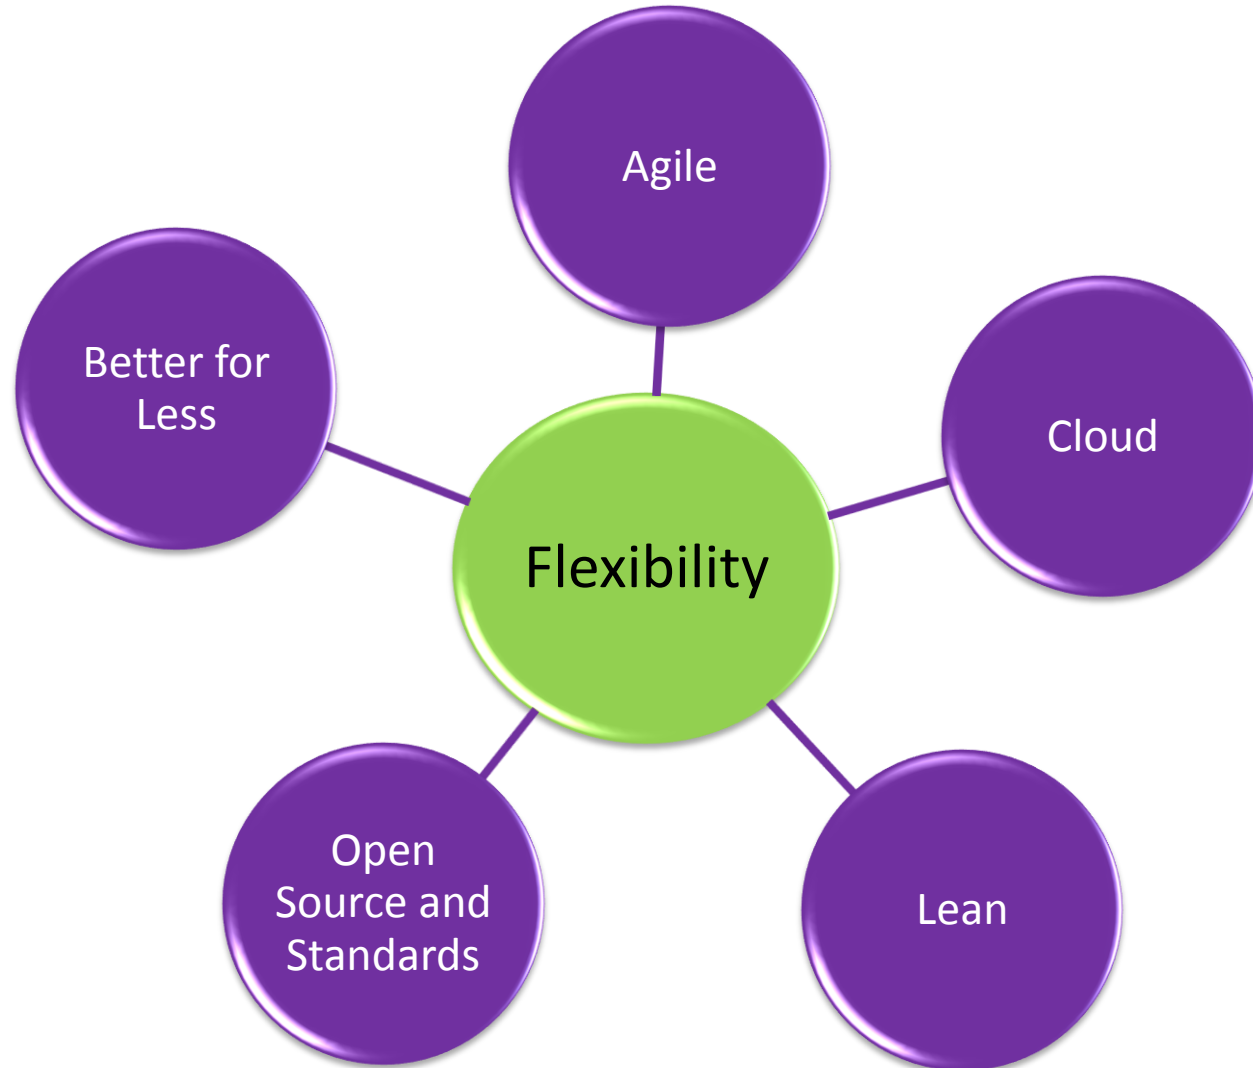 Agile
Better for
Less
Cloud
Flexibility
Open
Source and
Standards
Lean